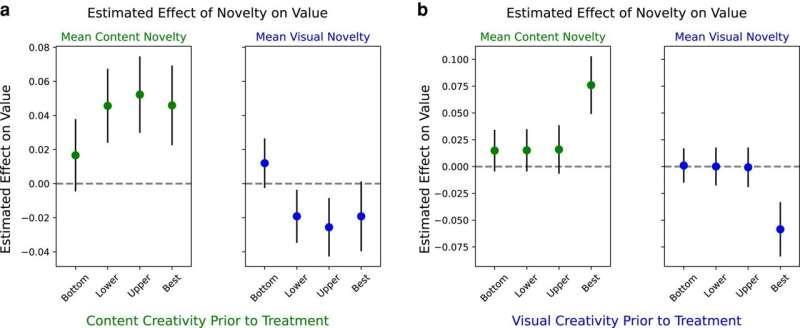 a
Estimated Effect of Novelty on Value
Mean Content Novelty
Mean Visual Novelty
Estimated Effect on Value
0.08
0.06
0.04
0.02
0.00
−0.02
−0.04
Bottom
Lower
Upper
Best
Bottom
Lower
Upper
Best
Content Creativity Prior to Treatment
b
Estimated Effect of Novelty on Value
Mean Content Novelty
Mean Visual Novelty
Estimated Effect on Value
0.100
0.075
0.050
0.025
0.000
−0.025
−0.050
−0.075
Bottom
Lower
Upper
Best
Bottom
Lower
Upper
Best
Visual Creativity Prior to Treatment